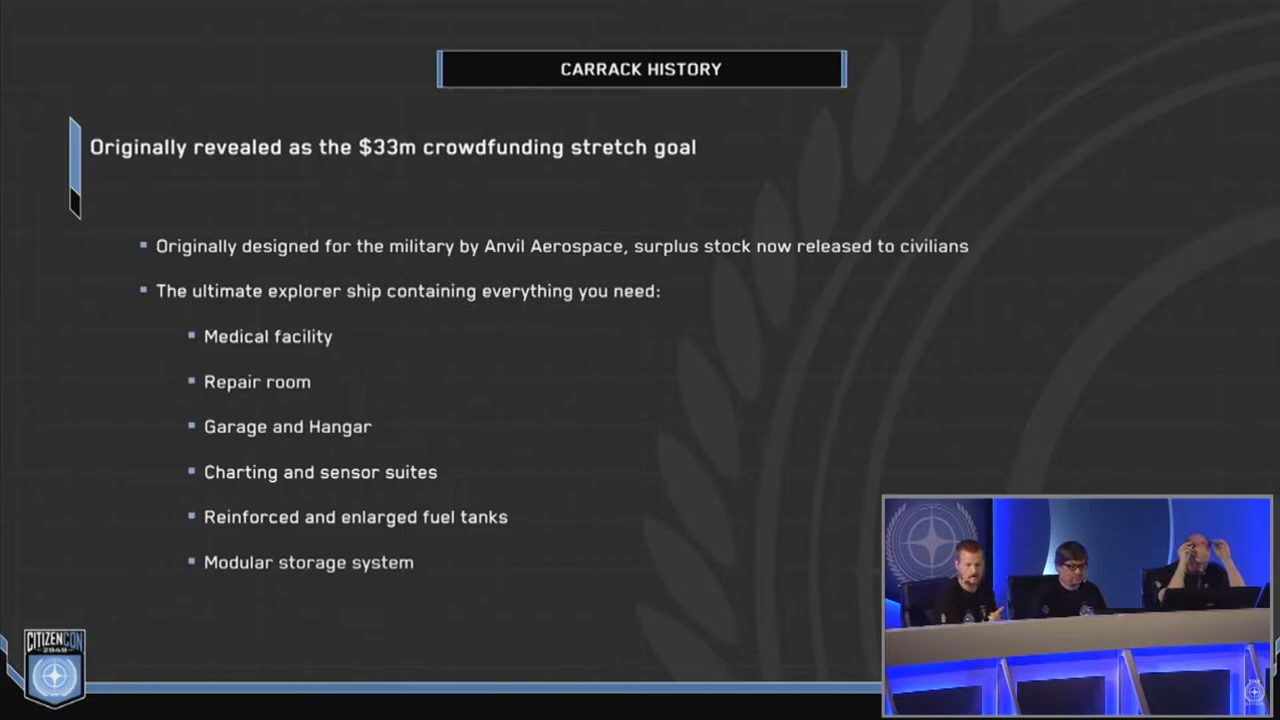 CARRACK HISTORY
Originally revealed as the $33m crowdfunding stretch goal
Originally designed for the military by Anvil Aerospace, surplus stock now released to civilians
The ultimate explorer ship containing everything you need:
Medical facility
Repair room
Garage and Hangar
Charting and sensor suites
Reinforced and enlarged fuel tanks
Modular storage system
CITIZENCON
2949